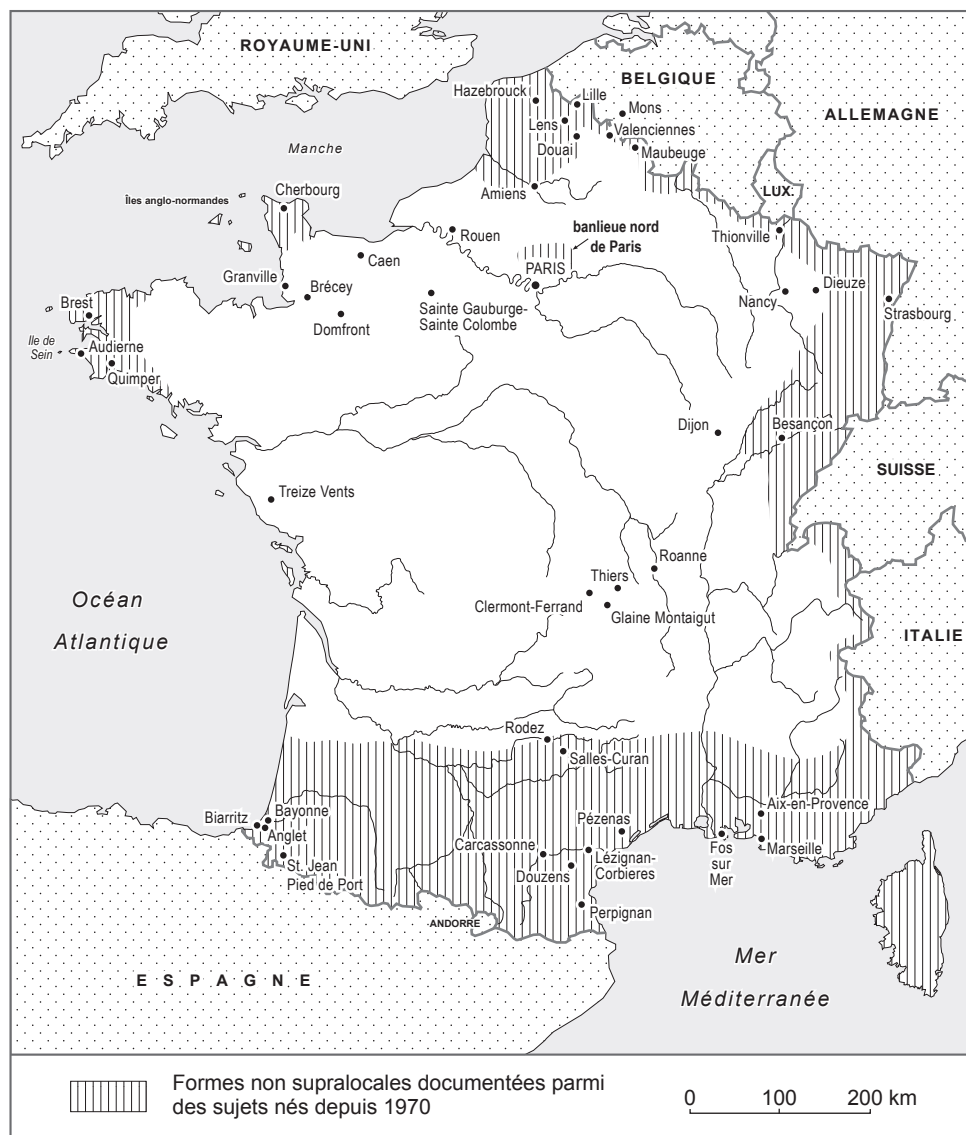 ROYAUME-UNI
BELGIQUE
ALLEMAGNE
Hazebrouck
Lille
Mons
Lens
Valenciennes
Douai
Maubeuge
Manche
Cherbourg
Îles anglo-normandes
Amiens
LUX.
Thionville
banlieue nord
de Paris
Rouen
Caen
PARIS
Granville
Brécey
Domfront
Sainte Gauburge-
Sainte Colombe
Nancy
Dieuze
Strasbourg
Brest
Ile de
Sein
Audierne
Quimper
Dijon
Besançon
SUISSE
Treize Vents
Roanne
Thiers
Clermont-Ferrand
Glaine Montaigut
Océan
Atlantique
ITALIE
Rodez
Salles-Curan
Biarritz
Bayonne
Anglet
St. Jean
Pied de Port
Pézenas
Carcassonne
Douzens
Lézignan-
Corbieres
Perpignan
Aix-en-Provence
Marseille
Fos
sur
Mer
ANDORRE
ESPAGNE
Mer
Méditerranée
Formes non supralocales documentées parmi
des sujets nés depuis 1970
0 100 200 km